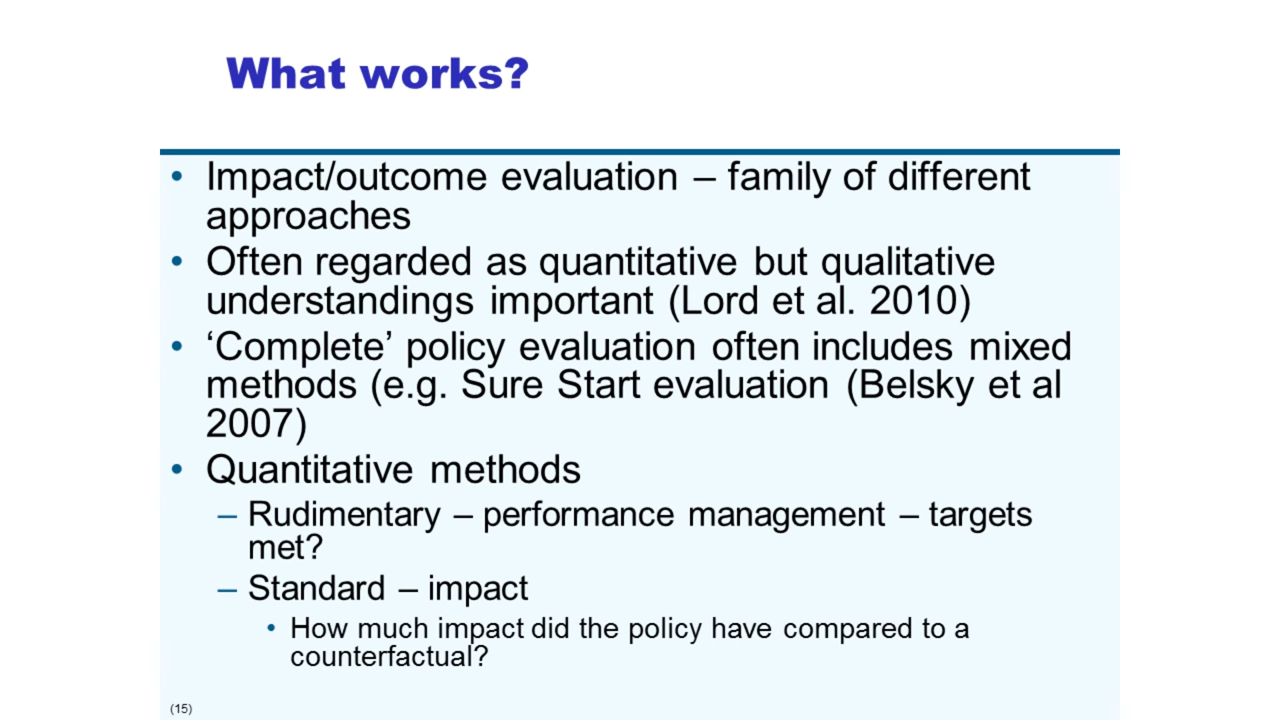 What works?
• Impact/outcome evaluation – family of different
approaches
• Often regarded as quantitative but qualitative
understandings important (Lord et al. 2010)
• ‘Complete’ policy evaluation often includes mixed
methods (e.g. Sure Start evaluation (Belsky et al
2007)
• Quantitative methods
– Rudimentary – performance management – targets
met?
– Standard – impact
• How much impact did the policy have compared to a
counterfactual?
(15)